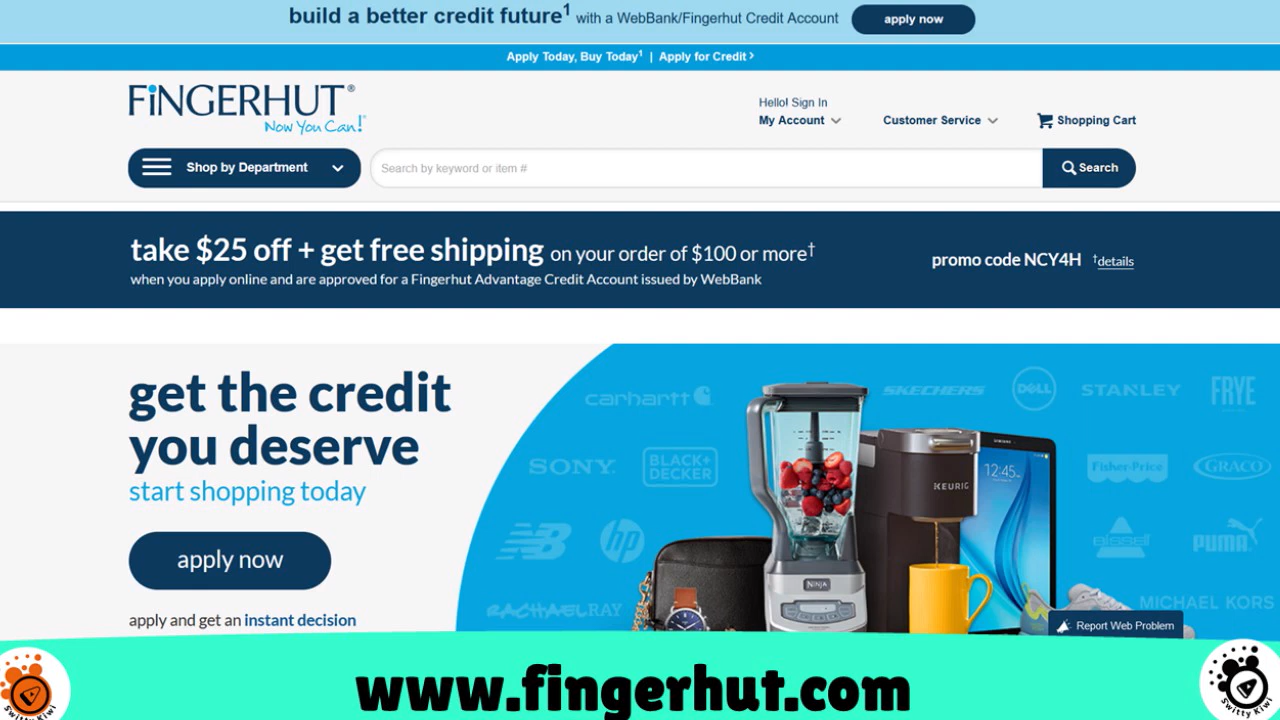 build a better credit future1 with a WebBank/Fingerhut Credit Account apply now
Apply Today, Buy Today1 | Apply for Credit >
FINGERHUT®
Now You Can!®
Hello! Sign In
My Account Customer Service Shopping Cart
Shop by Department Search by keyword or item # Search
take $25 off + get free shipping on your order of $100 or more†
when you apply online and are approved for a Fingerhut Advantage Credit Account issued by WebBank
promo code NCY4H †details
get the credit
you deserve
start shopping today
apply now
apply and get an instant decision
carhartt SKECHERS DELL STANLEY FRYE
SONY BLACK+
DECKER Fisher-Price GRACO
hp BISSELL PUMA
RACHAEL RAY MICHAEL KORS
SAMSUNG
12:45
KEURIG
NINJA
Report Web Problem
www.fingerhut.com
Switty Kiwi
Switty Kiwi